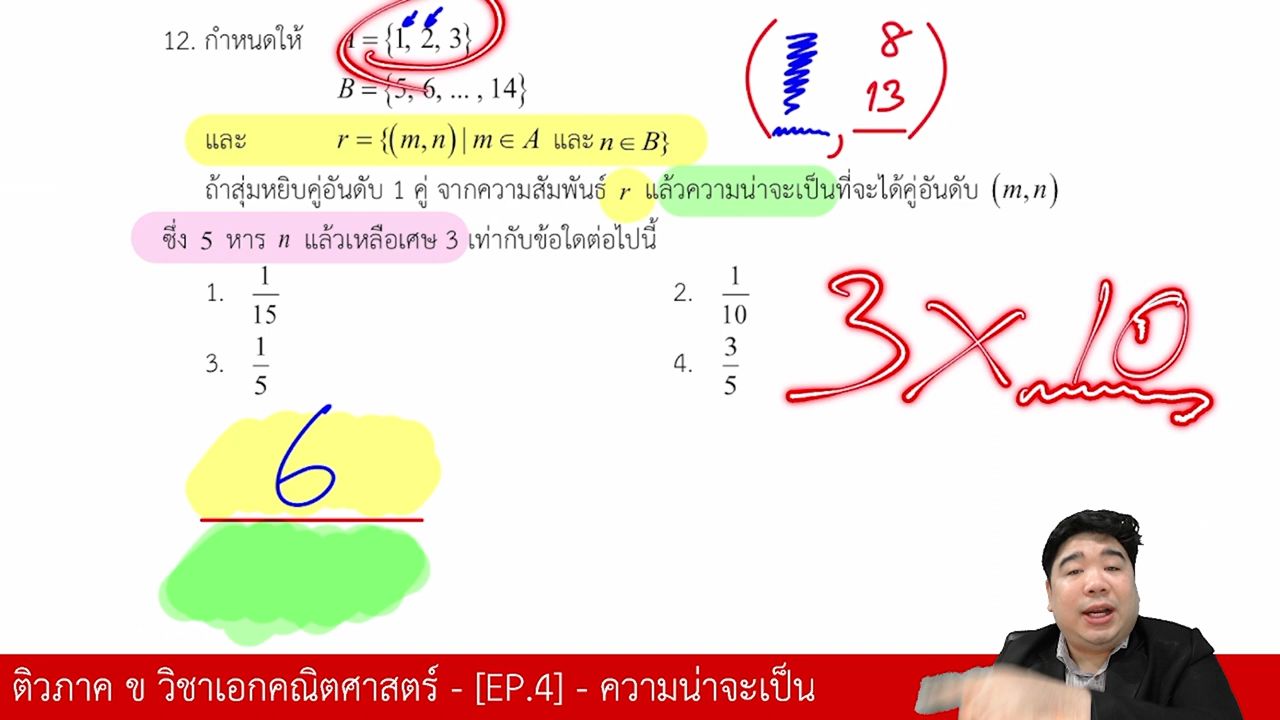 12. กำหนดให้ A = {1, 2, 3}
B = {5, 6, ... , 14}
และ r = {(m, n) | m ∈ A และ n ∈ B}
ถ้าสุ่มหยิบคู่อันดับ 1 คู่ จากความสัมพันธ์ r แล้วความน่าจะเป็นที่จะได้คู่อันดับ (m, n)
ซึ่ง 5 หาร n แล้วเหลือเศษ 3 เท่ากับข้อใดต่อไปนี้
1. 1/15
2. 1/10
3. 1/5
4. 3/5
( , 8 13 )
3 × 10
6
ติวภาค ข วิชาเอกคณิตศาสตร์ - [EP.4] - ความน่าจะเป็น